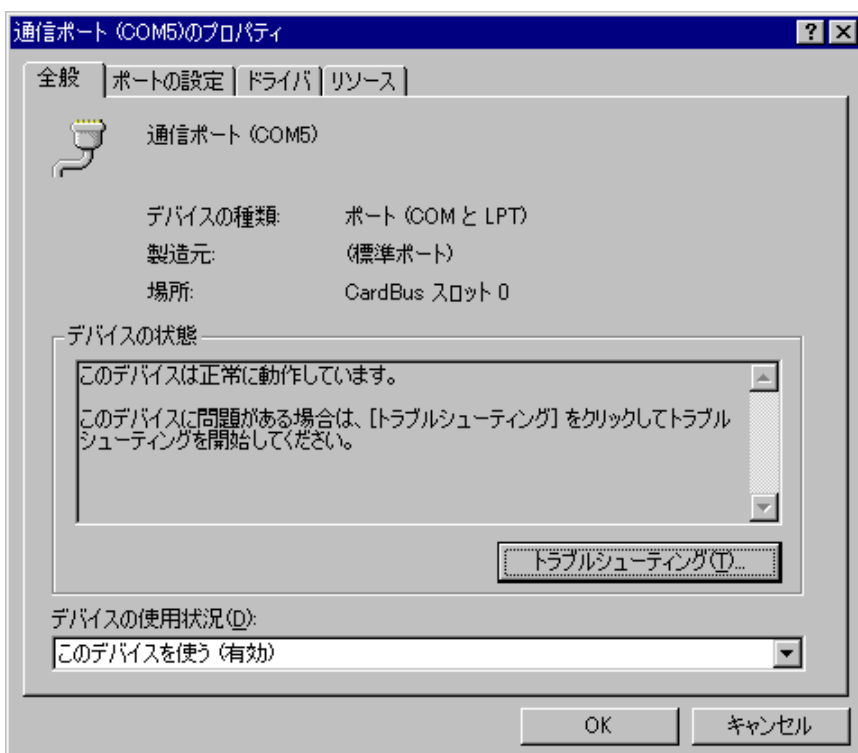 通信ポート (COM5)のプロパティ
全般 ポートの設定 ドライバ リソース
通信ポート (COM5)
デバイスの種類: ポート (COM と LPT)
製造元: (標準ポート)
場所: CardBus スロット 0
デバイスの状態
このデバイスは正常に動作しています。
このデバイスに問題がある場合は、[トラブルシューティング] をクリックしてトラブル
シューティングを開始してください。
トラブルシューティング(T)...
デバイスの使用状況(D):
このデバイスを使う (有効)
OK キャンセル